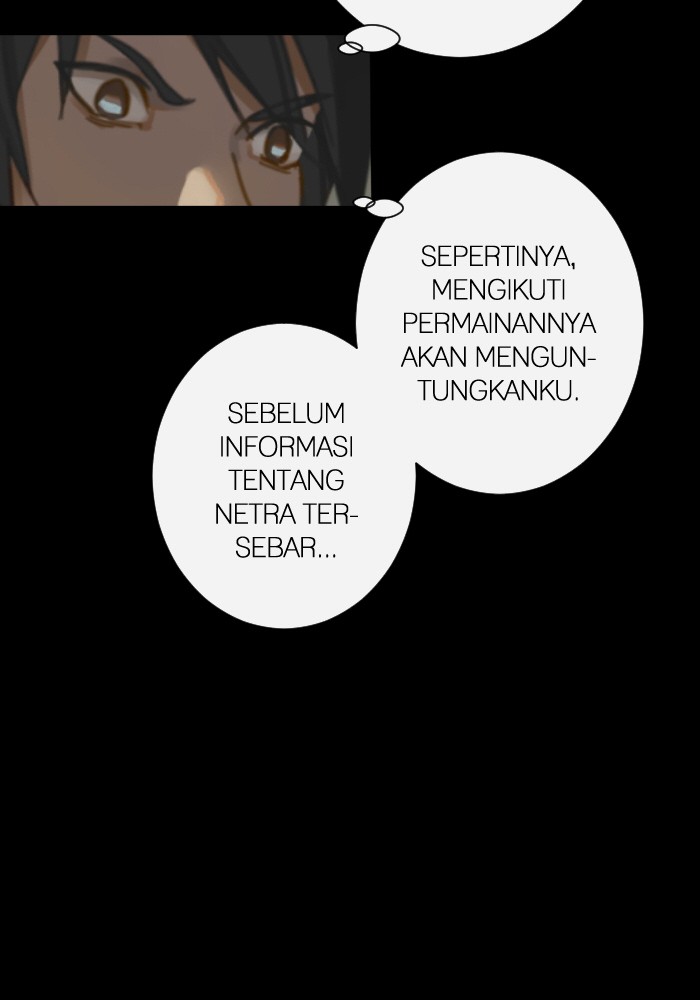 SEPERTINYA,
MENGIKUTI
PERMAINANNYA
AKAN MENGUN-
TUNGKANKU.
SEBELUM
INFORMASI
TENTANG
NETRA TER-
SEBAR...